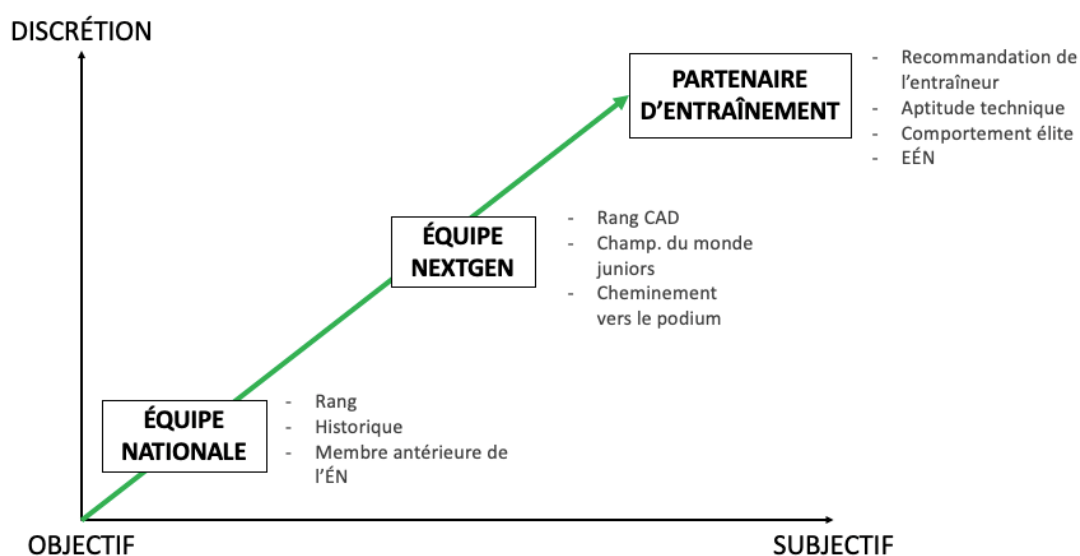 DISCRÉTION
PARTENAIRE
D'ENTRAÎNEMENT
- Recommandation de
l'entraîneur
- Aptitude technique
- Comportement élite
- EÉN
ÉQUIPE
NEXTGEN
- Rang CAD
- Champ. du monde
juniors
- Cheminement
vers le podium
ÉQUIPE
NATIONALE
- Rang
- Historique
- Membre antérieure de
l'ÉN
OBJECTIF
SUBJECTIF